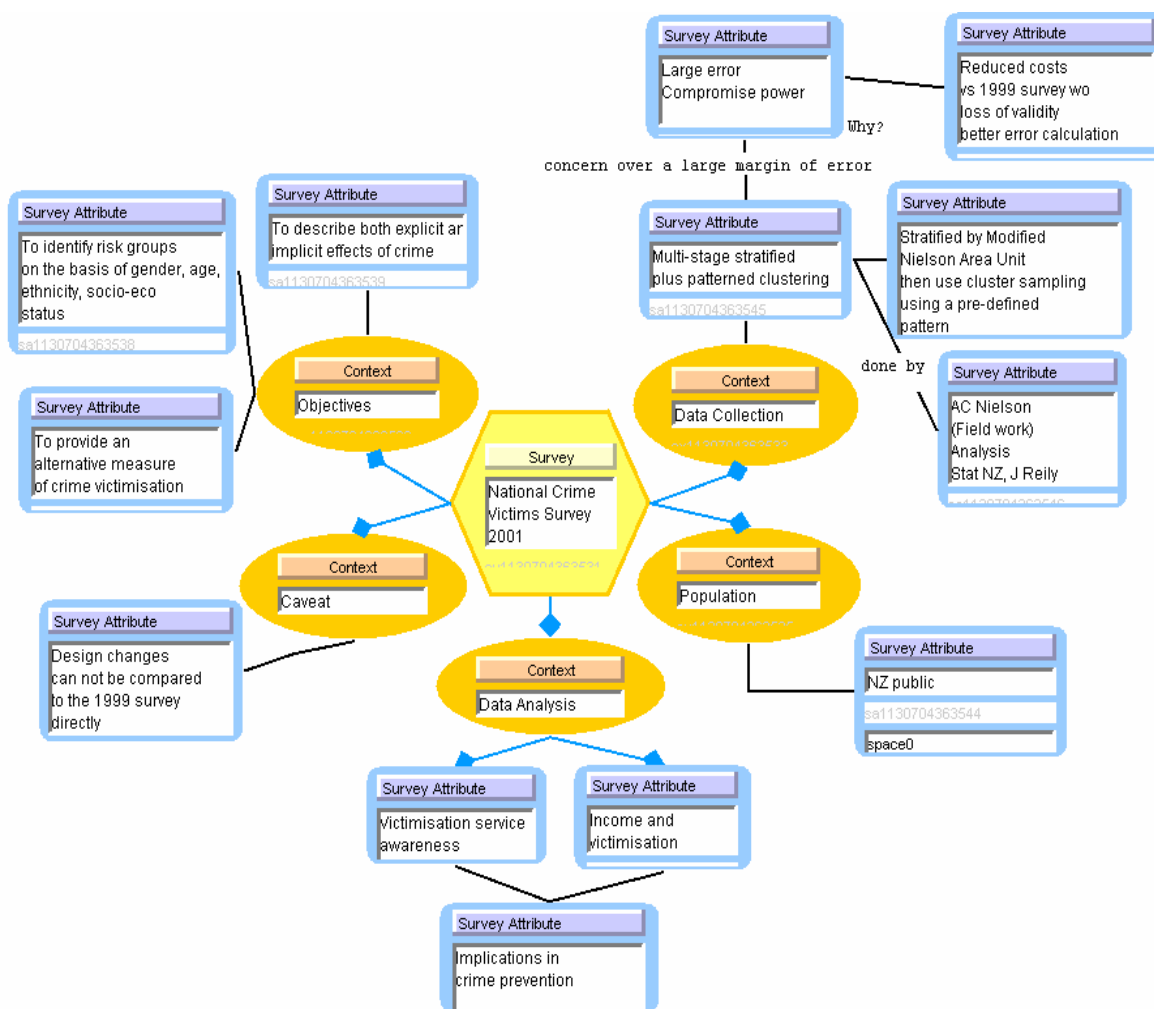 Survey Attribute
Large error
Compromise power
Survey Attribute
Reduced costs
vs 1999 survey wo
loss of validity
better error calculation
Why?
concern over a large margin of error
Survey Attribute
To identify risk groups
on the basis of gender, age,
ethnicity, socio-eco
status
sa1130704363538
Survey Attribute
To describe both explicit an
implicit effects of crime
sa1130704363539
Survey Attribute
Multi-stage stratified
plus patterned clustering
sa1130704363545
Survey Attribute
Stratified by Modified
Nielson Area Unit
then use cluster sampling
using a pre-defined
pattern
done by
Survey Attribute
AC Nielson
(Field work)
Analysis
Stat NZ, J Reily
Survey Attribute
To provide an
alternative measure
of crime victimisation
Context
Objectives
Context
Data Collection
Survey
National Crime
Victims Survey
2001
Context
Caveat
Context
Population
Survey Attribute
Design changes
can not be compared
to the 1999 survey
directly
Context
Data Analysis
Survey Attribute
NZ public
sa1130704363544
space0
Survey Attribute
Victimisation service
awareness
Survey Attribute
Income and
victimisation
Survey Attribute
Implications in
crime prevention